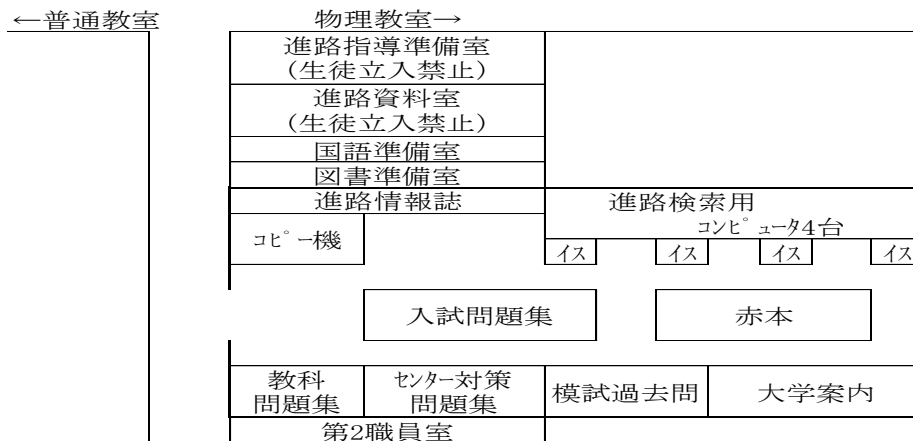 ←普通教室
物理教室→
進路指導準備室
(生徒立入禁止)
進路資料室
(生徒立入禁止)
国語準備室
図書準備室
進路情報誌
進路検索用
コンピュータ4台
コピー機
イス
イス
イス
イス
入試問題集
赤本
教科
問題集
センター対策
問題集
模試過去問
大学案内
第2職員室